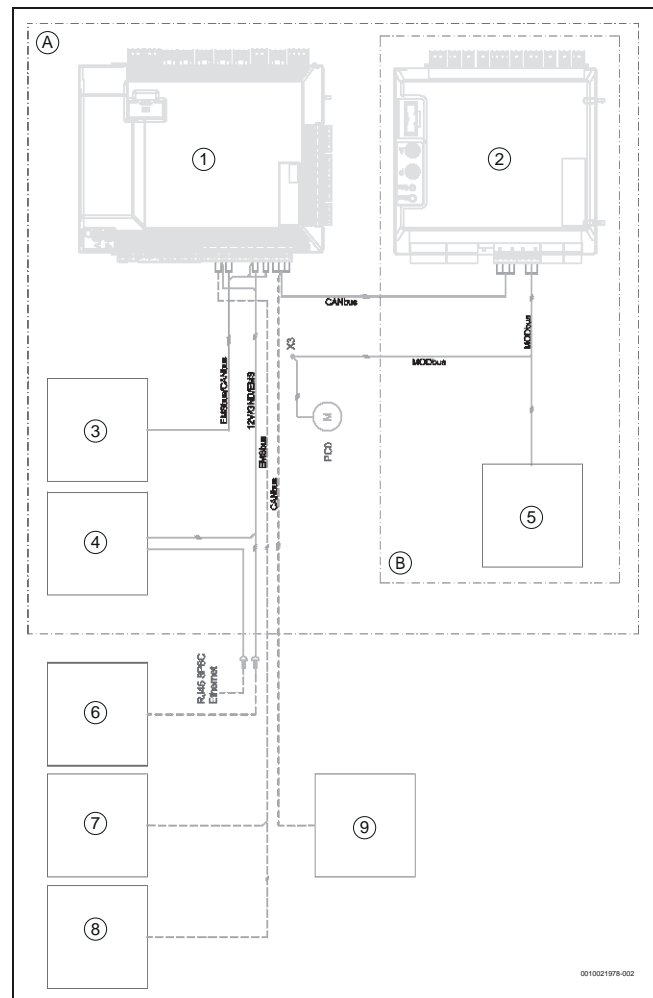 A
B
1
2
CANbus
MODbus
X3
MODbus
EMSbus/CANbus
12V/GND/EMS
EMSbus
CANbus
M
PC0
3
4
5
RJ45 8P8C
Ethernet
6
7
8
9
0010021978-002